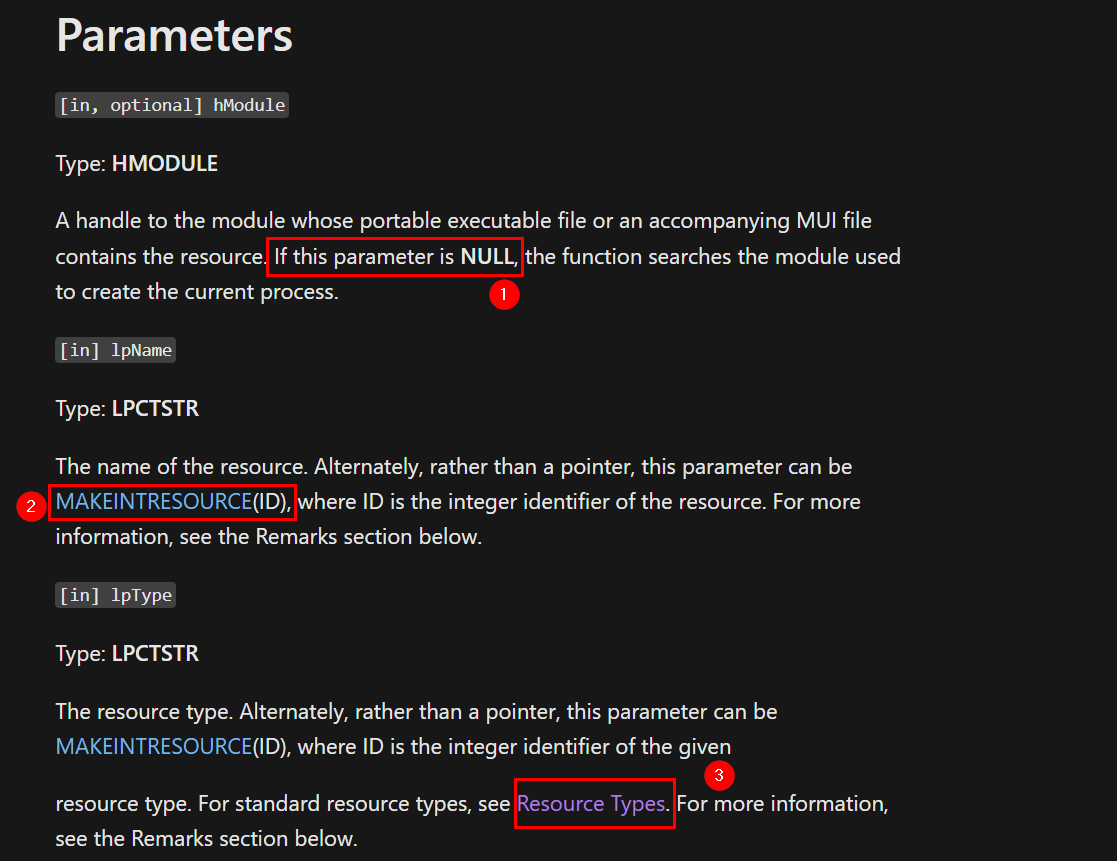 Parameters
[in, optional] hModule
Type: HMODULE
A handle to the module whose portable executable file or an accompanying MUI file
contains the resource. If this parameter is NULL, the function searches the module used
to create the current process.
1
[in] lpName
Type: LPCTSTR
The name of the resource. Alternately, rather than a pointer, this parameter can be
2
MAKEINTRESOURCE(ID), where ID is the integer identifier of the resource. For more
information, see the Remarks section below.
[in] lpType
Type: LPCTSTR
The resource type. Alternately, rather than a pointer, this parameter can be
MAKEINTRESOURCE(ID), where ID is the integer identifier of the given
3
resource type. For standard resource types, see Resource Types. For more information,
see the Remarks section below.